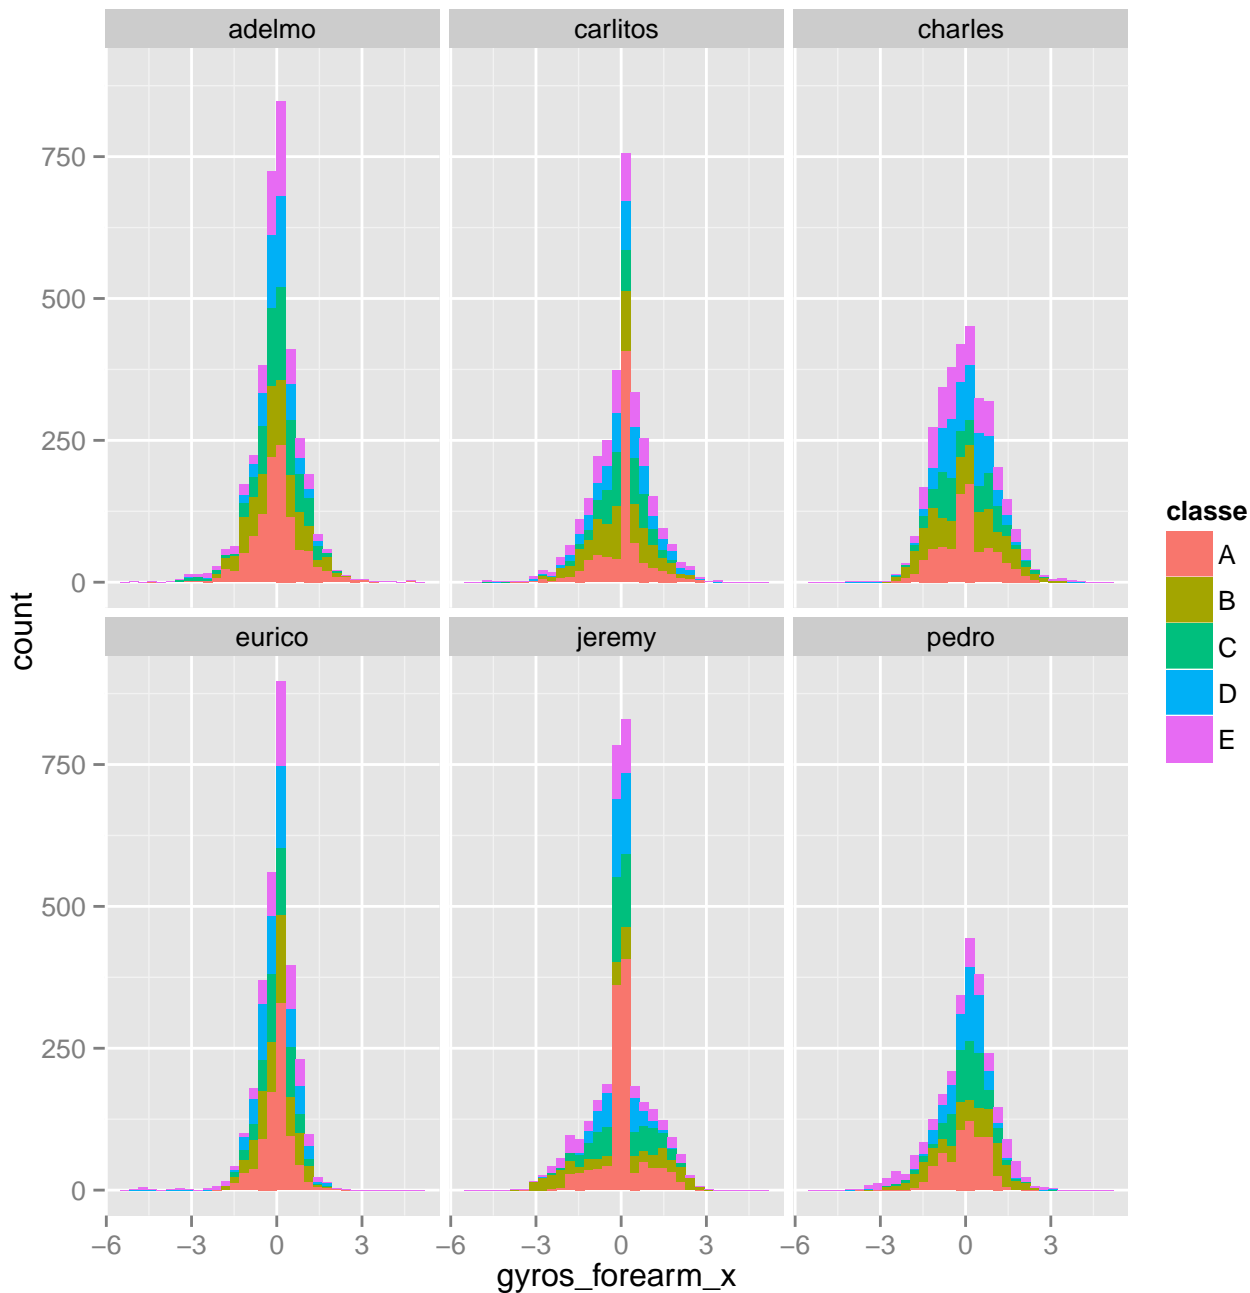 adelmo carlitos charles
750
500
250
0
count
eurico jeremy pedro
750
500
250
0
−6 −3 0 3 −6 −3 0 3 −6 −3 0 3
gyros_forearm_x
classe
A
B
C
D
E